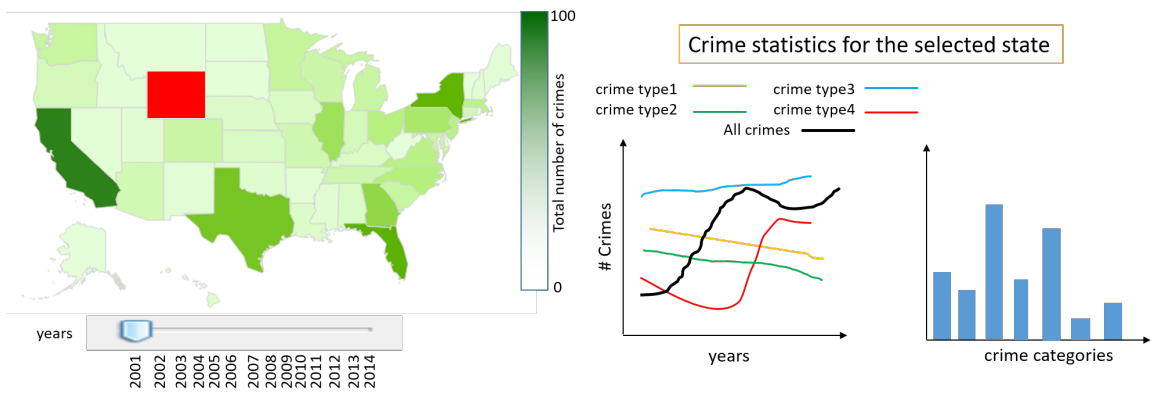 100
Total number of crimes
0
years
2001
2002
2003
2004
2005
2006
2007
2008
2009
2010
2011
2012
2013
2014
Crime statistics for the selected state
crime type1
crime type3
crime type2
crime type4
All crimes
# Crimes
years
crime categories